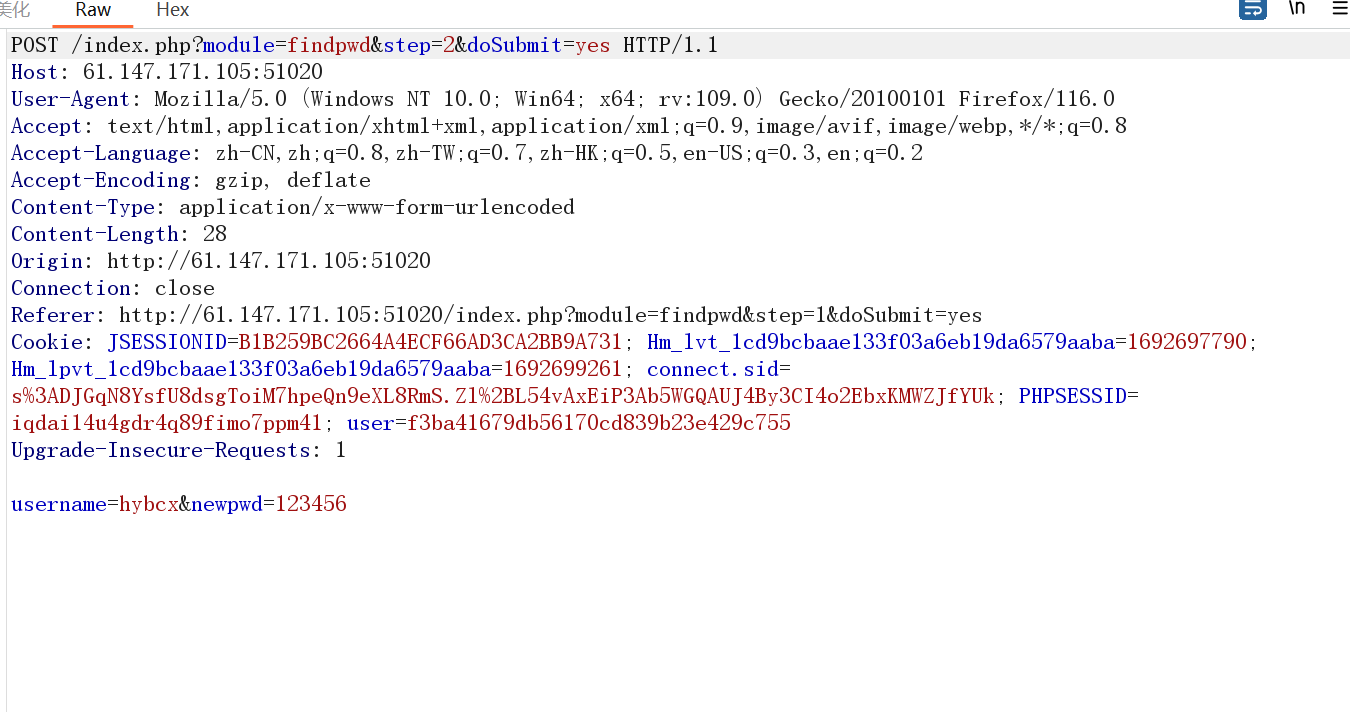 美化 Raw Hex \n
POST /index.php?module=findpwd&step=2&doSubmit=yes HTTP/1.1
Host: 61.147.171.105:51020
User-Agent: Mozilla/5.0 (Windows NT 10.0; Win64; x64; rv:109.0) Gecko/20100101 Firefox/116.0
Accept: text/html,application/xhtml+xml,application/xml;q=0.9,image/avif,image/webp,*/*;q=0.8
Accept-Language: zh-CN,zh;q=0.8,zh-TW;q=0.7,zh-HK;q=0.5,en-US;q=0.3,en;q=0.2
Accept-Encoding: gzip, deflate
Content-Type: application/x-www-form-urlencoded
Content-Length: 28
Origin: http://61.147.171.105:51020
Connection: close
Referer: http://61.147.171.105:51020/index.php?module=findpwd&step=1&doSubmit=yes
Cookie: JSESSIONID=B1B259BC2664A4ECF66AD3CA2BB9A731; Hm_lvt_1cd9bcbaae133f03a6eb19da6579aaba=1692697790;
Hm_lpvt_1cd9bcbaae133f03a6eb19da6579aaba=1692699261; connect.sid=
s%3ADJGqN8YsfU8dsgToiM7hpeQn9eXL8RmS.Zl%2BL54vAxEiP3Ab5WGQAUJ4By3CI4o2EbxKMWZJfYUk; PHPSESSID=
iqdail4u4gdr4q89fimo7ppm41; user=f3ba41679db56170cd839b23e429c755
Upgrade-Insecure-Requests: 1
username=hybcx&newpwd=123456